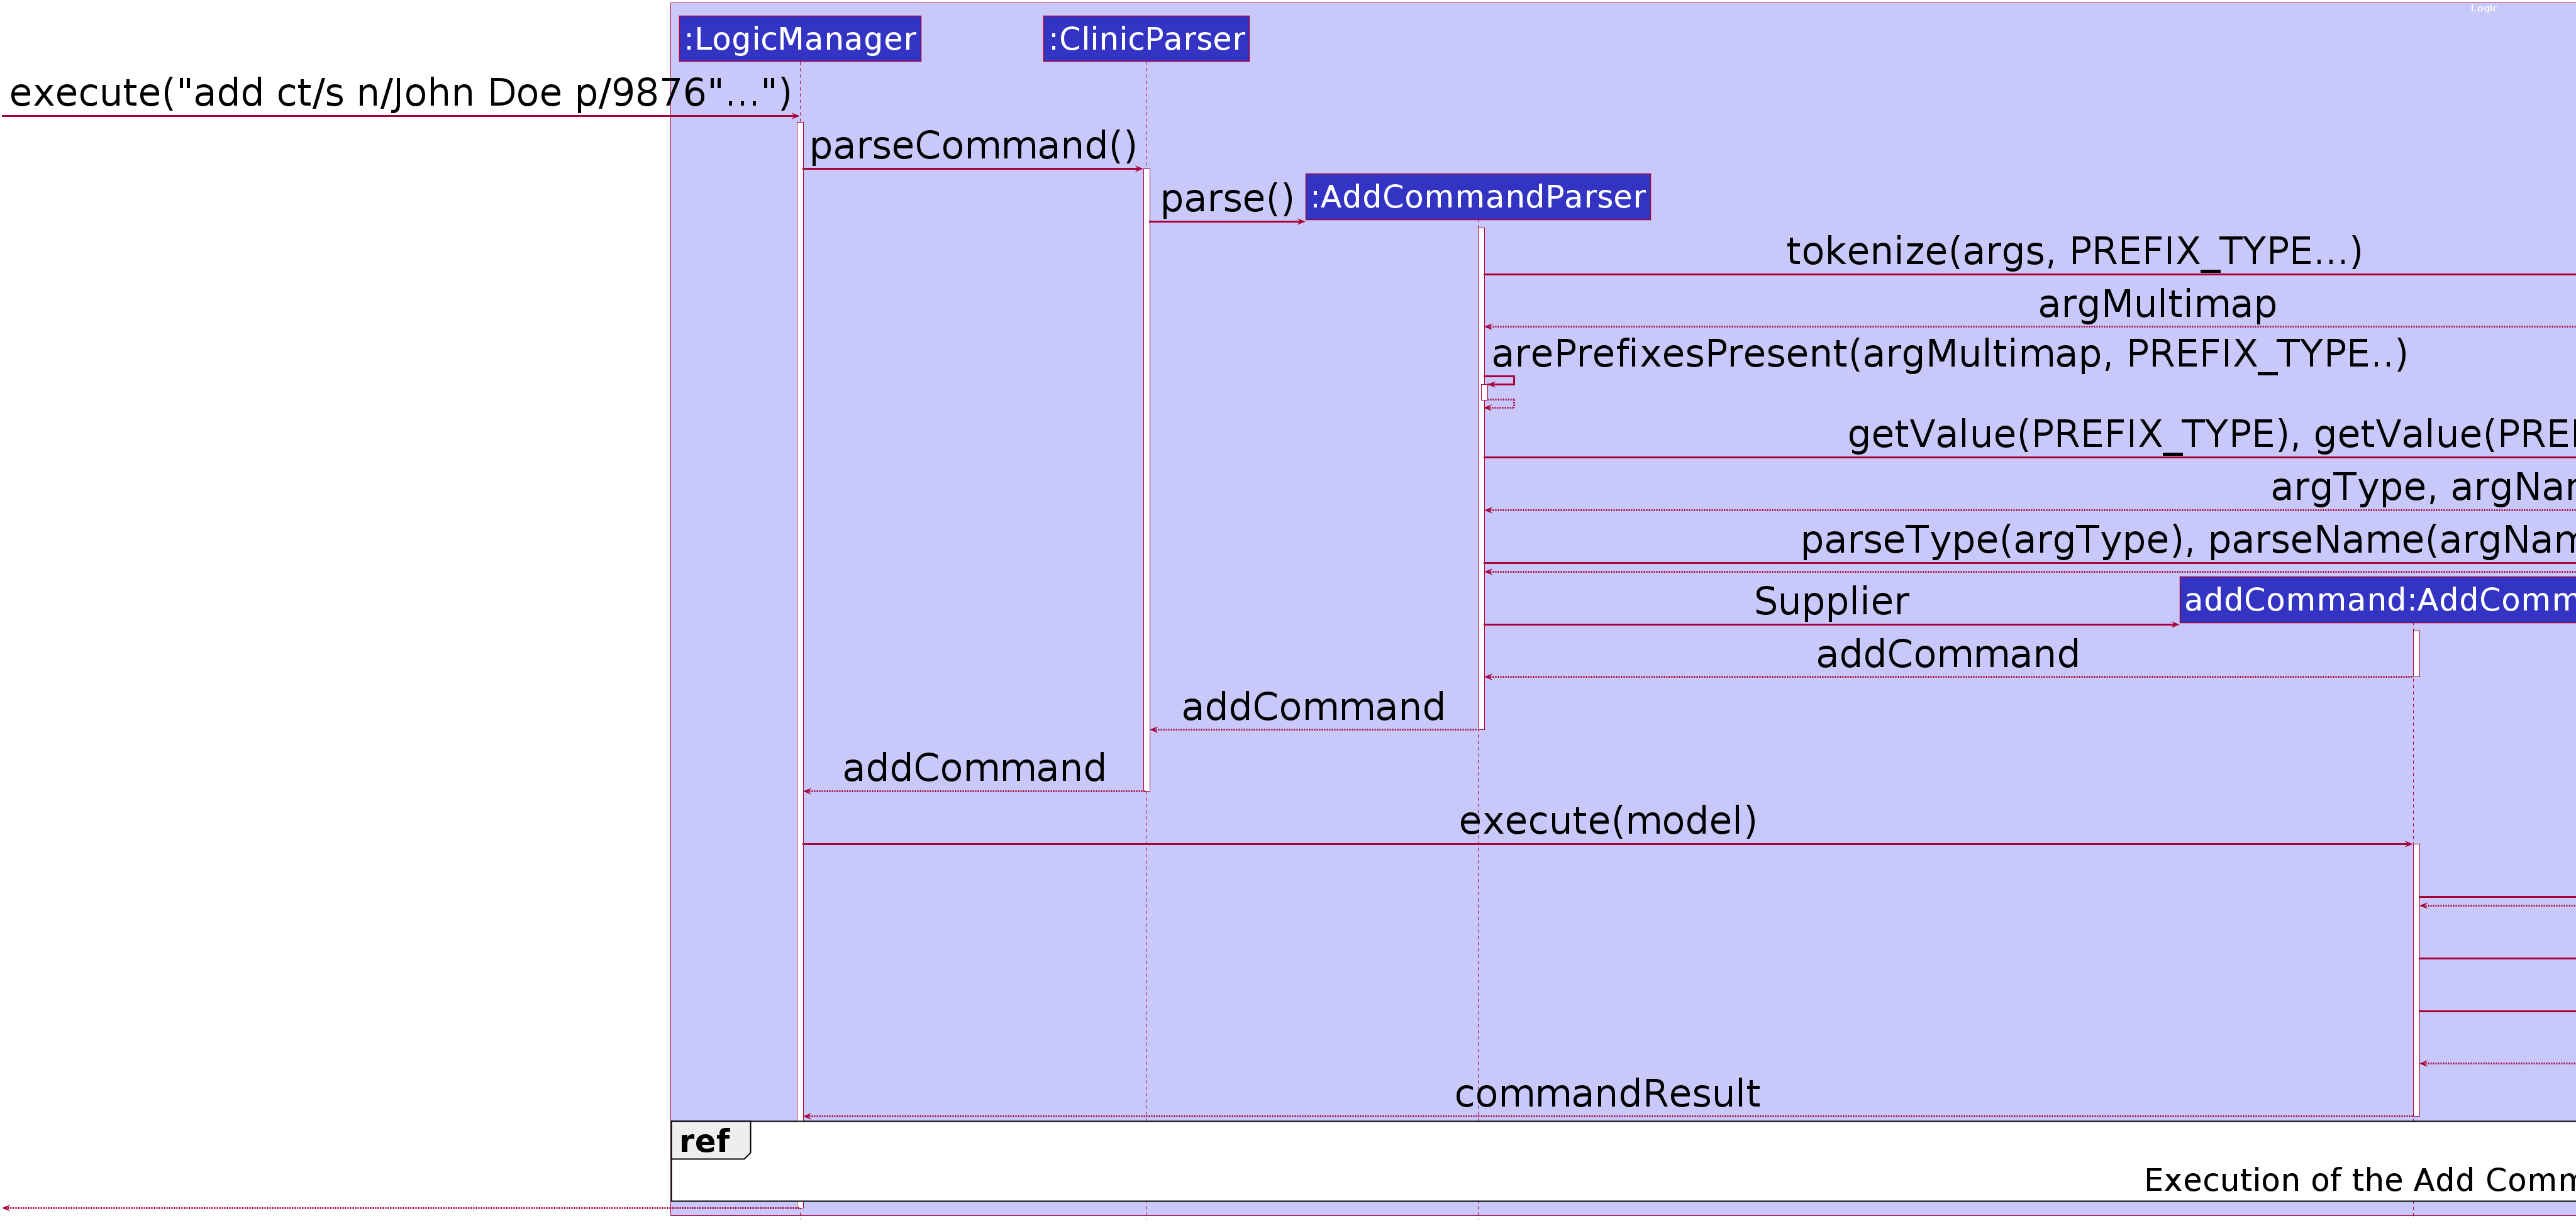 Logic
:LogicManager
:ClinicParser
execute("add ct/s n/John Doe p/9876"...")
parseCommand()
parse()
:AddCommandParser
tokenize(args, PREFIX_TYPE...)
argMultimap
arePrefixesPresent(argMultimap, PREFIX_TYPE..)
getValue(PREFIX_TYPE), getValue(PREF
argType, argNam
parseType(argType), parseName(argNam
Supplier
addCommand:AddComm
addCommand
addCommand
addCommand
execute(model)
commandResult
ref
Execution of the Add Comm